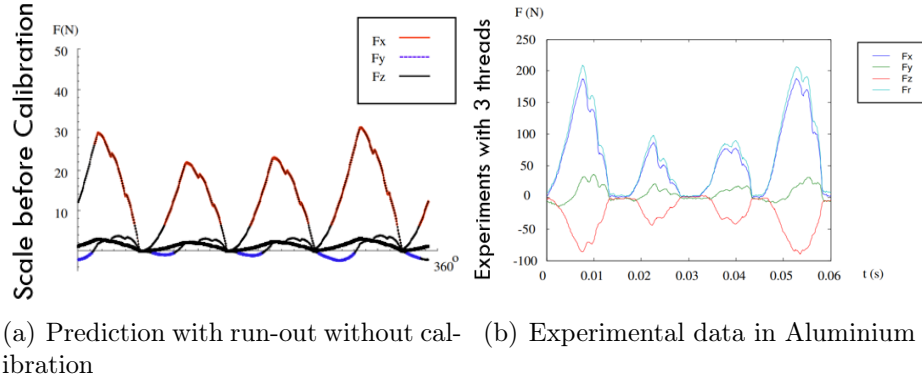 Scale before Calibration
F(N)
50
40
30
20
10
360°
Fx
Fy
Fz
Experiments with 3 threads
F (N)
250
200
150
100
50
0
-50
-100
0
0.01
0.02
0.03
0.04
0.05
0.06
t (s)
Fx
Fy
Fz
Fr
(a) Prediction with run-out without cal-
ibration
(b) Experimental data in Aluminium